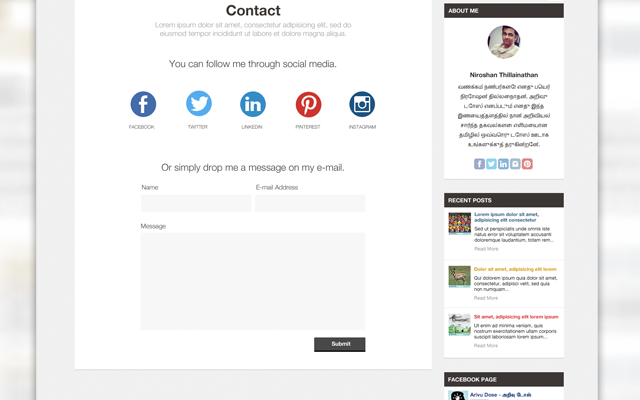 Contact
Lorem ipsum dolor sit amet, consectetur adipisicing elit, sed do
eiusmod tempor incididunt ut labore et dolore magna aliqua.
You can follow me through social media.
FACEBOOK
TWITTER
LINKEDIN
PINTEREST
INSTAGRAM
Or simply drop me a message on my e-mail.
Name
E-mail Address
Message
Submit
ABOUT ME
Niroshan Thillainathan
RECENT POSTS
Lorem ipsum dolor sit amet,
adipisicing elit consectetur
Sed ut perspiciatis unde omnis iste
natus error sit voluptatem accusanti
doloremque laudantium, totam rem...
Read More
Dolor sit amet, adipisicing elit lorem
Qui dolorem ipsum quia dolor sit amet,
consectetur, adipisci velit, sed quia
non numquam...
Read More
Sit amet, adipisicing elit lorem ipsum
Ut enim ad minima veniam, quis
nostrum exercitationem ullam corporis
suscipit laboriosam lorem ipsum...
Read More
FACEBOOK PAGE
Arivu Dose - அறிவு டோஸ்